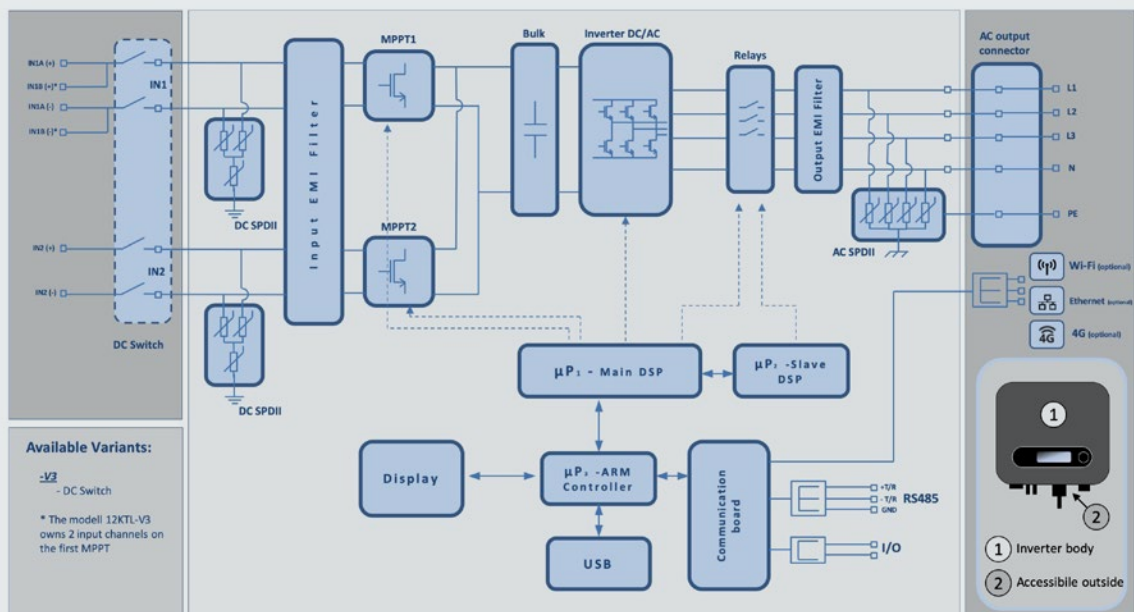 IN1A (+)
IN1B (+)*
IN1A (-)
IN1B (-)*
IN1
IN2 (+)
IN2
IN2 (-)
DC Switch
DC SPDII
DC SPDII
Input EMI Filter
MPPT1
MPPT2
Bulk
Inverter DC/AC
Relays
Output EMI Filter
AC SPDII
AC output
connector
L1
L2
L3
N
PE
Wi-Fi (optional)
Ethernet (optional)
4G
4G (optional)
µP₁ - Main DSP
µP₂ -Slave
DSP
Display
µP₃ -ARM
Controller
USB
Communication
board
+T/R
- T/R
GND
RS485
I/O
Available Variants:
-V3
- DC Switch
* The modell 12KTL-V3
owns 2 input channels on
the first MPPT
1
2
1 Inverter body
2 Accessibile outside